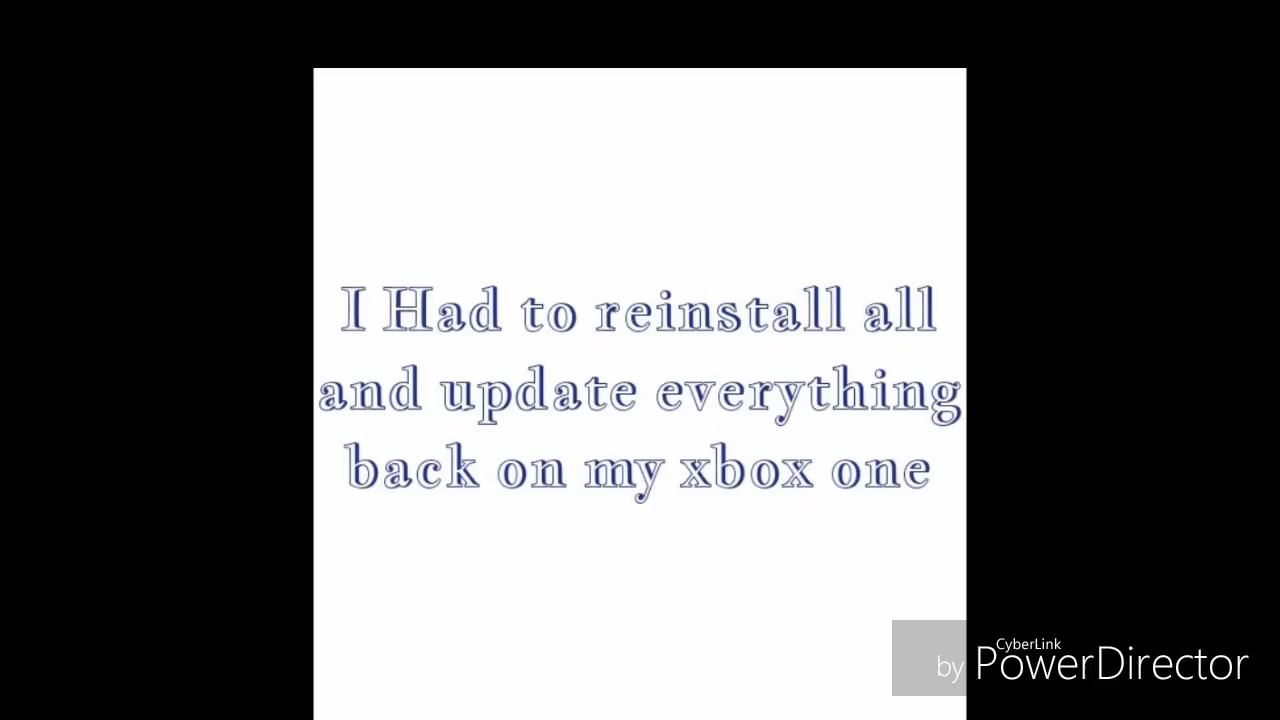 I Had to reinstall all
and update everything
back on my xbox one
CyberLink
by PowerDirector